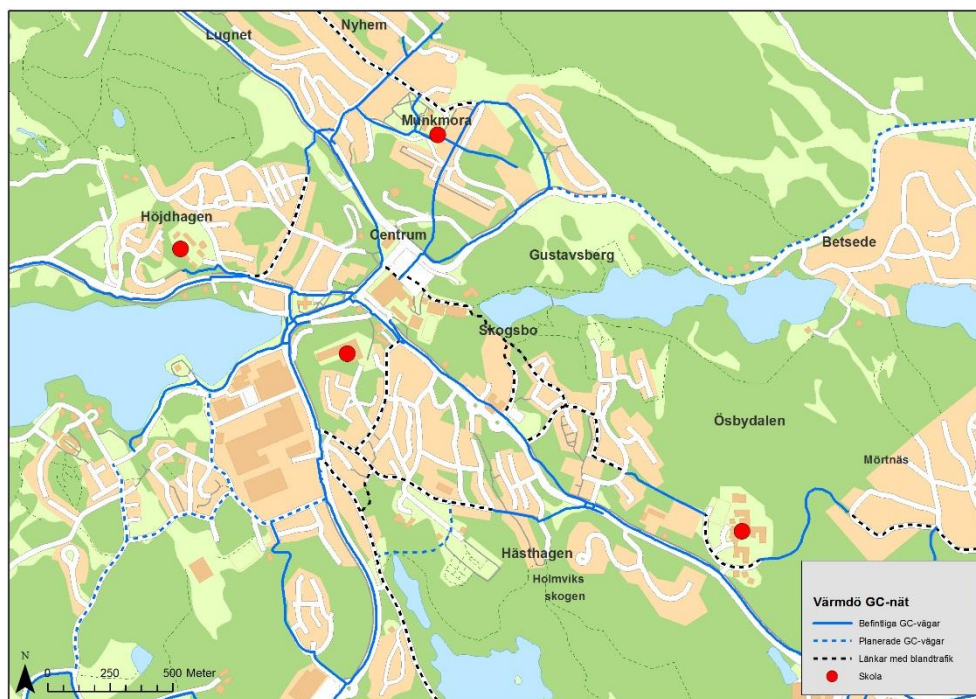 Nyhem
Lugnet
Munkmora
Höjdhagen
Centrum
Betsede
Gustavsberg
Skogsbo
Ösbydalen
Mörtnäs
Hästhagen
Holmviks
skogen
Värmdö GC-nät
Befintliga GC-vägar
Planerade GC-vägar
Länkar med blandtrafik
Skola
N
0 250 500 Meter